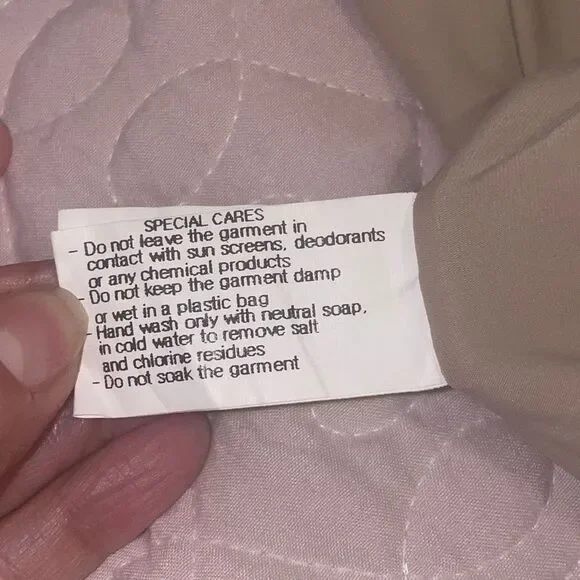 SPECIAL CARES
- Do not leave the garment in
contact with sun screens, deodorants
or any chemical products
- Do not keep the garment damp
or wet in a plastic bag
- Hand wash only with neutral soap,
in cold water to remove salt
and chlorine residues
- Do not soak the garment